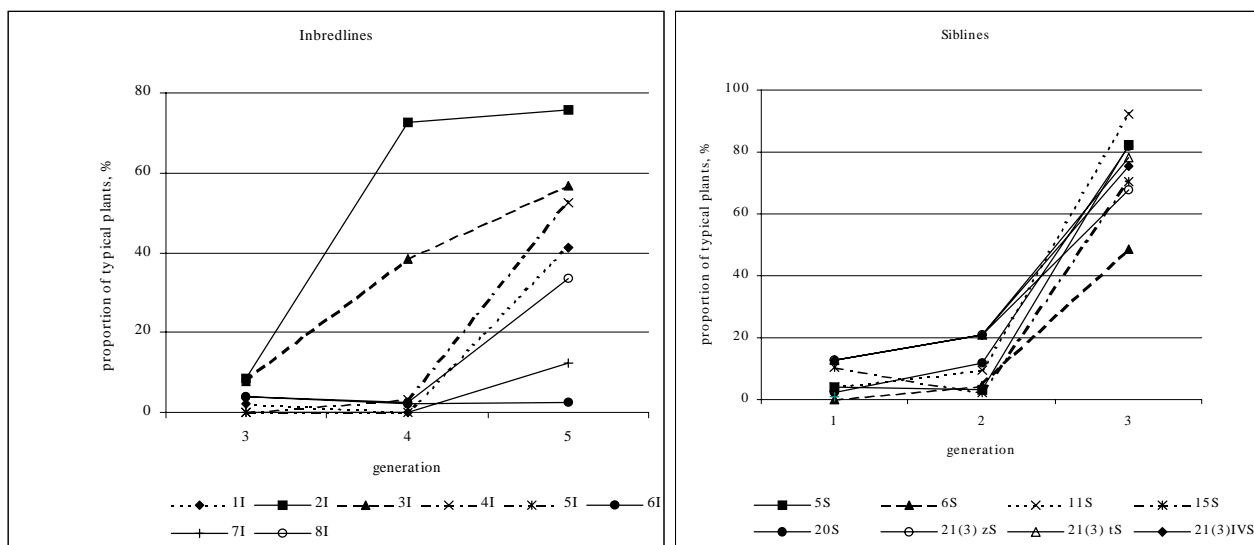 Inbredlines
proportion of typical plants, %
80
60
40
20
0
3 4 5
generation
1I 2I 3I 4I 5I 6I
7I 8I
Siblines
proportion of typical plants, %
100
80
60
40
20
0
1 2 3
generation
5S 6S 11S 15S
20S 21(3) zS 21(3) tS 21(3)IVS